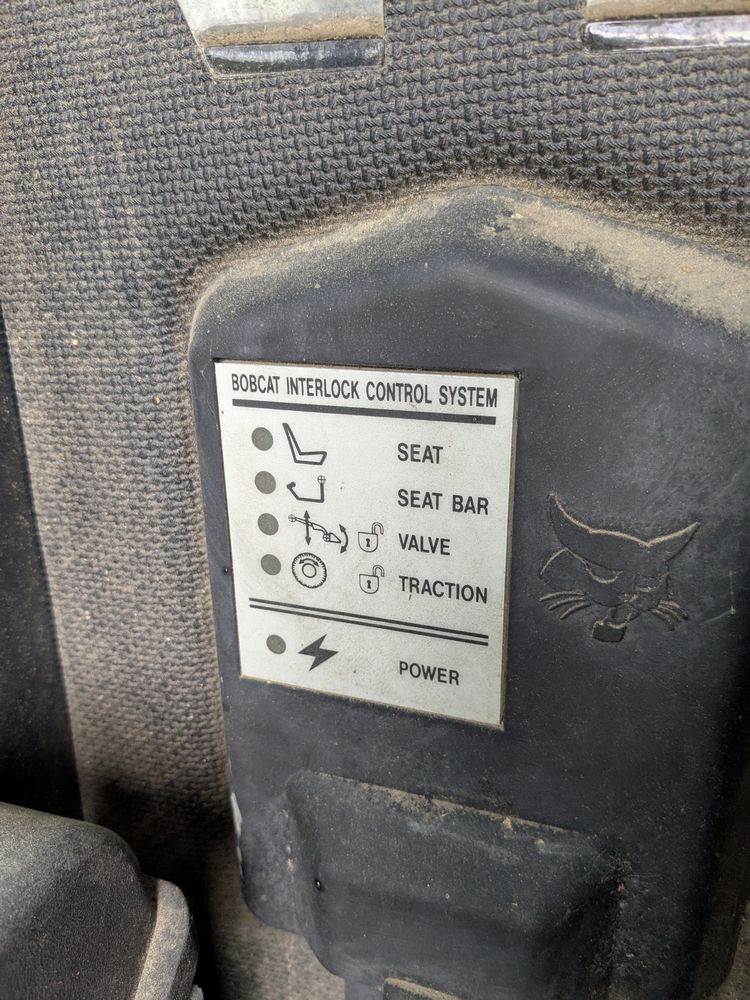 BOBCAT INTERLOCK CONTROL SYSTEM
SEAT
SEAT BAR
VALVE
TRACTION
POWER